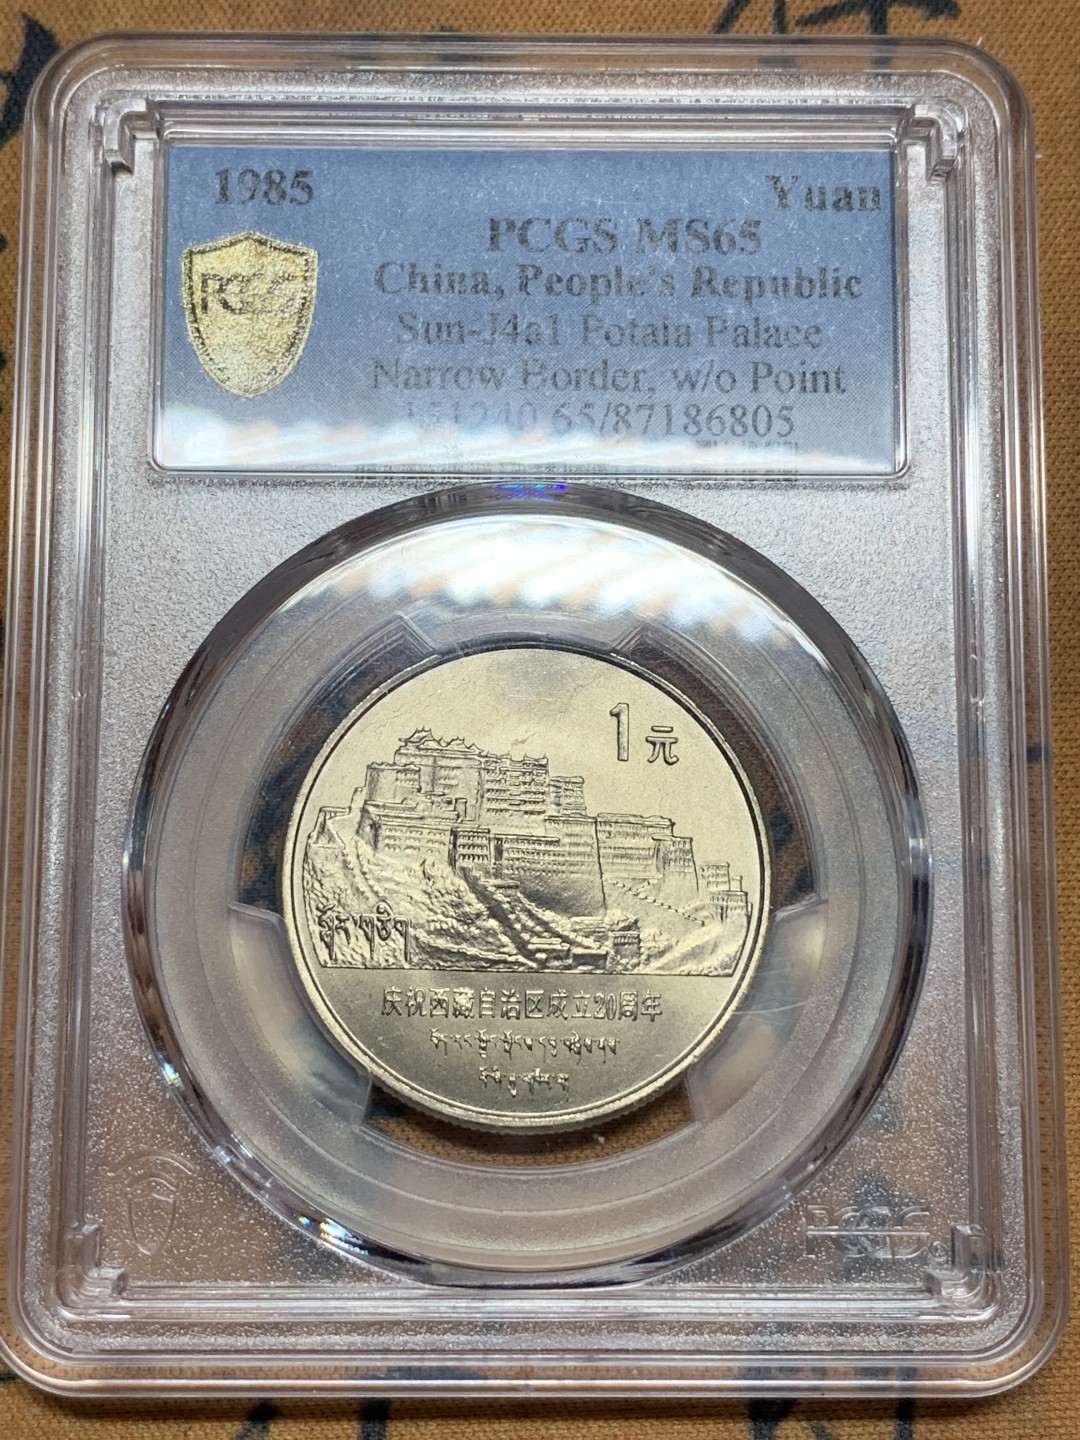 1985 Yuan
PCGS MS65
PCGS
China, People's Republic
Sun-J4a1 Potala Palace
Narrow Border, w/o Point
151240.65/87186805
1元
庆祝西藏自治区成立20周年